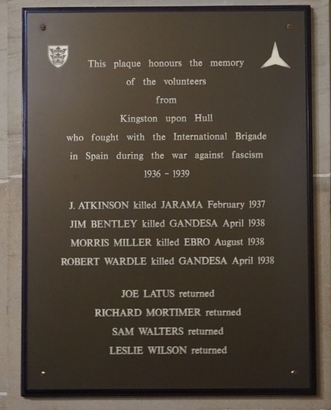 This plaque honours the memory
of the volunteers
from
Kingston upon Hull
who fought with the International Brigade
in Spain during the war against fascism
1936 - 1939
J. ATKINSON killed JARAMA February 1937
JIM BENTLEY killed GANDESA April 1938
MORRIS MILLER killed EBRO August 1938
ROBERT WARDLE killed GANDESA April 1938
JOE LATUS returned
RICHARD MORTIMER returned
SAM WALTERS returned
LESLIE WILSON returned